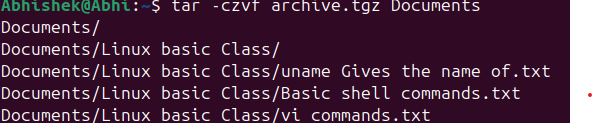 Abhishek@Abhi:~$ tar -czvf archive.tgz Documents
Documents/
Documents/Linux basic Class/
Documents/Linux basic Class/uname Gives the name of.txt
Documents/Linux basic Class/Basic shell commands.txt
Documents/Linux basic Class/vi commands.txt